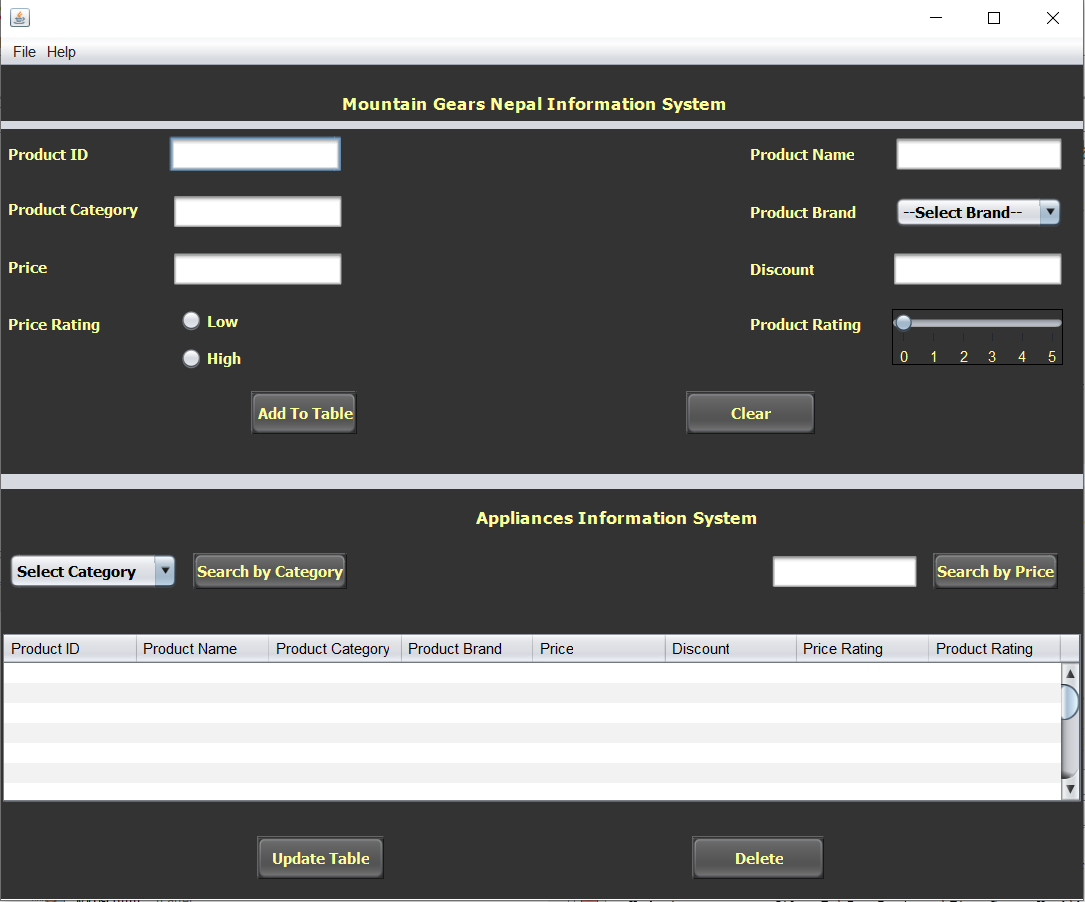 File Help
Mountain Gears Nepal Information System
Product ID
Product Name
Product Category
Product Brand
--Select Brand--
Price
Discount
Price Rating
Low
High
Product Rating
0 1 2 3 4 5
Add To Table
Clear
Appliances Information System
Select Category
Search by Category
Search by Price
Product ID Product Name Product Category Product Brand Price Discount Price Rating Product Rating
Update Table
Delete